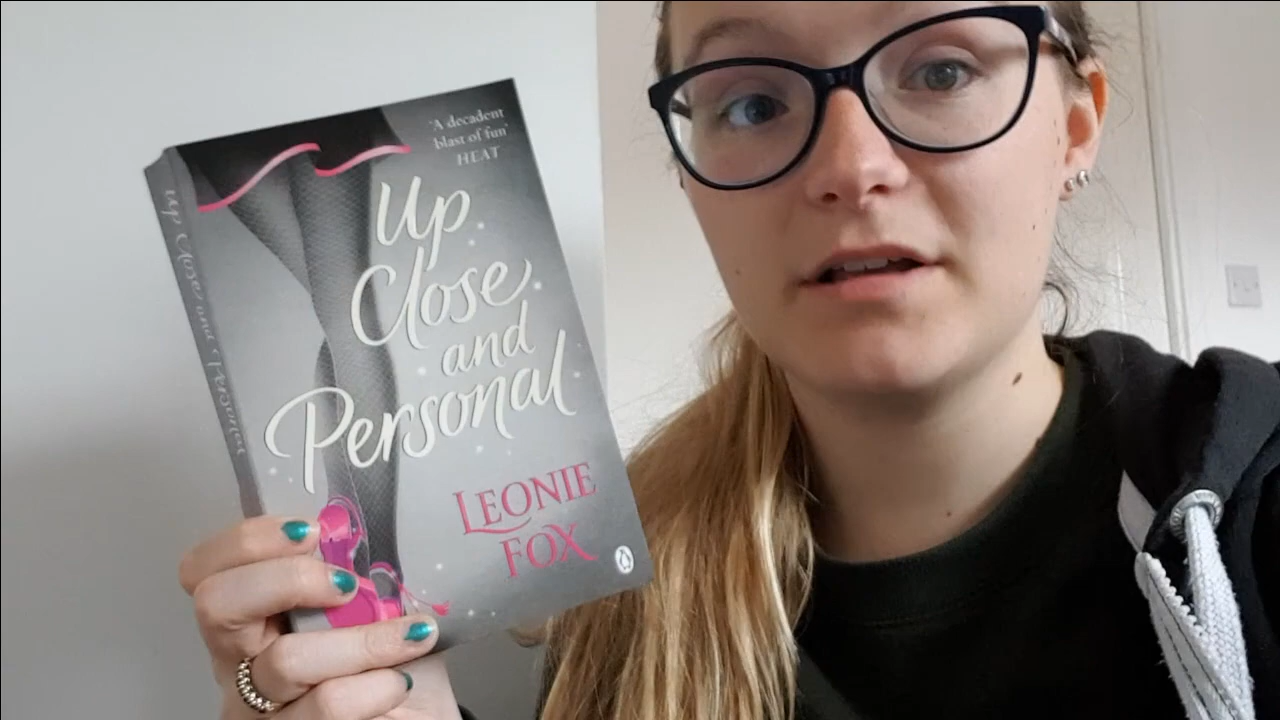 'A decadent
blast of fun'
HEAT
Up
Close
and
Personal
LEONIE
FOX
Up Close and Personal